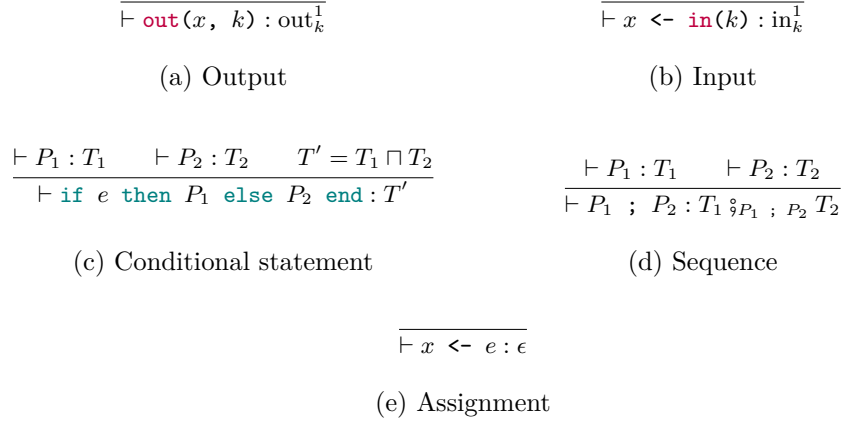 ⊢ out(x, k) : out¹ₖ
⊢ x <- in(k) : in¹ₖ
(a) Output
(b) Input
⊢ P₁ : T₁ ⊢ P₂ : T₂ T′ = T₁ ⊓ T₂
⊢ if e then P₁ else P₂ end : T′
⊢ P₁ : T₁ ⊢ P₂ : T₂
⊢ P₁ ; P₂ : T₁ ⨟P₁ ; P₂ T₂
(c) Conditional statement
(d) Sequence
⊢ x <- e : ϵ
(e) Assignment